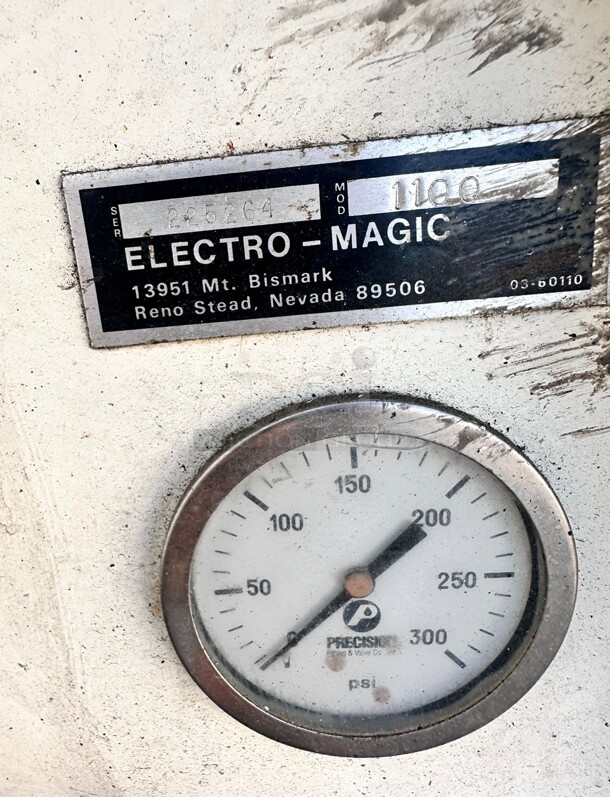 SER 225264 MOD 1100
ELECTRO-MAGIC
13951 Mt. Bismark
Reno Stead, Nevada 89506 03-60110
150
100 200
50 250
0 300
PRECISION
psi